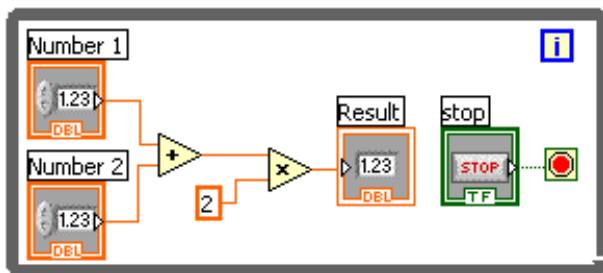 Number 1
i
1.23
DBL
+
Result
stop
Number 2
×
1.23
STOP
1.23
2
DBL
TF
DBL